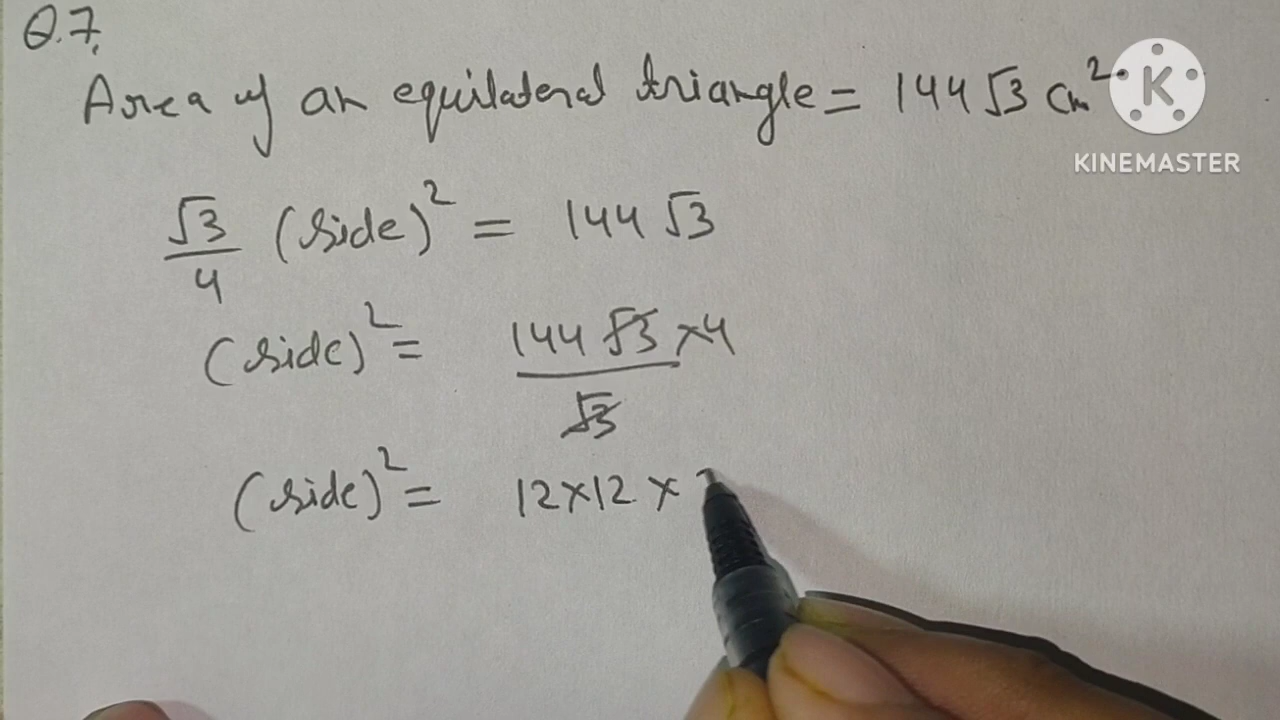 Q.7.
Area of an equilateral triangle = 144 √3 cm²
K
KINEMASTER
√3/4 (side)² = 144 √3
(side)² = 144 √3 × 4 / √3
(side)² = 12 × 12 ×